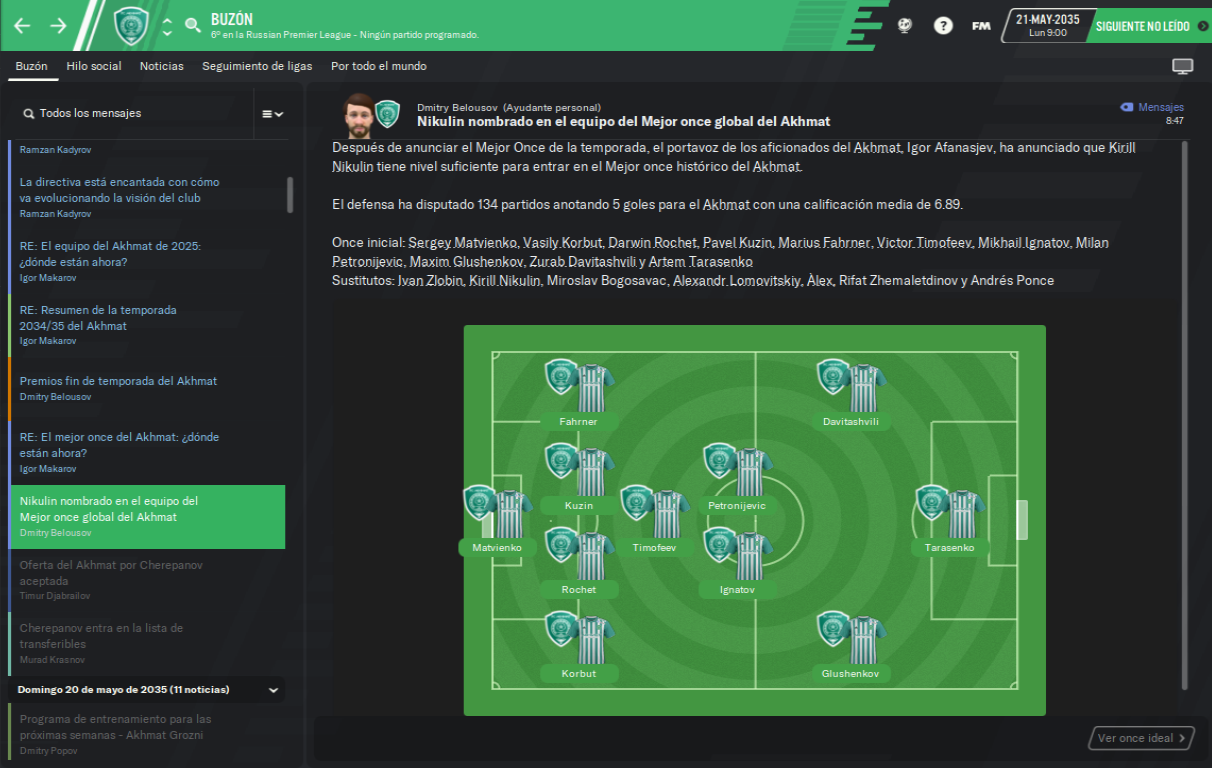 BUZÓN
6º en la Russian Premier League - Ningún partido programado.
FM
21-MAY-2035
Lun 9:00
SIGUIENTE NO LEÍDO
Buzón
Hilo social
Noticias
Seguimiento de ligas
Por todo el mundo
Todos los mensajes
Ramzan Kadyrov
La directiva está encantada con cómo
va evolucionando la visión del club
Ramzan Kadyrov
RE: El equipo del Akhmat de 2025:
¿dónde están ahora?
Igor Makarov
RE: Resumen de la temporada
2034/35 del Akhmat
Igor Makarov
Premios fin de temporada del Akhmat
Dmitry Belousov
RE: El mejor once del Akhmat: ¿dónde
están ahora?
Igor Makarov
Nikulin nombrado en el equipo del
Mejor once global del Akhmat
Dmitry Belousov
Oferta del Akhmat por Cherepanov
aceptada
Timur Djabrailov
Cherepanov entra en la lista de
transferibles
Murad Krasnov
Domingo 20 de mayo de 2035 (11 noticias)
Programa de entrenamiento para las
próximas semanas - Akhmat Grozni
Dmitry Popov
Dmitry Belousov (Ayudante personal)
Nikulin nombrado en el equipo del Mejor once global del Akhmat
Mensajes
8:47
Después de anunciar el Mejor Once de la temporada, el portavoz de los aficionados del Akhmat, Igor Afanasjev, ha anunciado que Kirill
Nikulin tiene nivel suficiente para entrar en el Mejor once histórico del Akhmat.
El defensa ha disputado 134 partidos anotando 5 goles para el Akhmat con una calificación media de 6.89.
Once inicial: Sergey Matvienko, Vasily Korbut, Darwin Rochet, Pavel Kuzin, Marius Fahrner, Victor Timofeev, Mikhail Ignatov, Milan
Petronijevic, Maxim Glushenkov, Zurab Davitashvili y Artem Tarasenko
Sustitutos: Ivan Zlobin, Kirill Nikulin, Miroslav Bogosavac, Alexandr Lomovitskiy, Àlex, Rifat Zhemaletdinov y Andrés Ponce
Fahrner
Davitashvili
Kuzin
Petronijevic
Matvienko
Timofeev
Tarasenko
Rochet
Ignatov
Korbut
Glushenkov
Ver once ideal